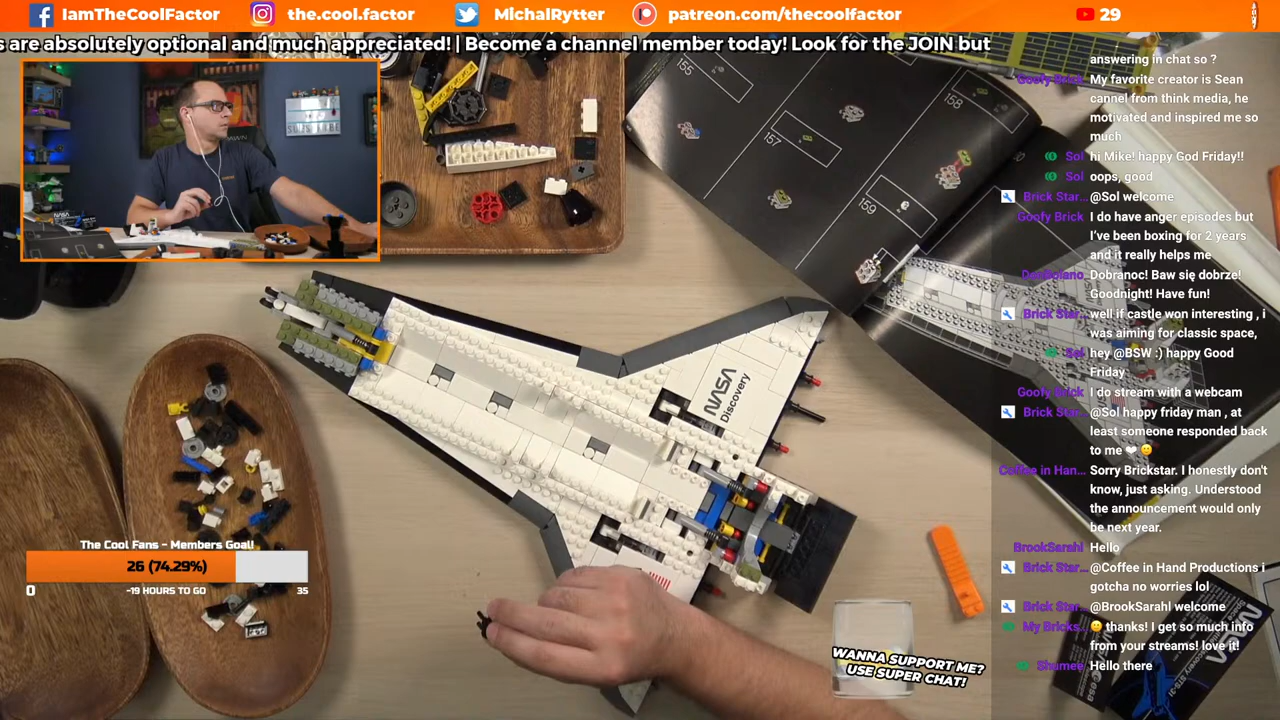 IamTheCoolFactor
the.cool.factor
MichalRytter
patreon.com/thecoolfactor
29
s are absolutely optional and much appreciated! | Become a channel member today! Look for the JOIN but
NASA
155
157
158
159
NASA
Discovery
The Cool Fans - Members Goal!
26 (74.29%)
0
-19 HOURS TO GO
35
WANNA SUPPORT ME?
USE SUPER CHAT!
answering in chat so ?
Goofy Brick My favorite creator is Sean
cannel from think media, he
motivated and inspired me so
much
Sol hi Mike! happy God Friday!!
Sol oops, good
Brick Star... @Sol welcome
Goofy Brick I do have anger episodes but
I've been boxing for 2 years
and it really helps me
Dobranoc! Baw się dobrze!
Goodnight! Have fun!
Brick Star... well if castle won interesting , i
was aiming for classic space,
Sol hey @BSW :) happy Good
Friday
Goofy Brick I do stream with a webcam
Brick Star... @Sol happy friday man , at
least someone responded back
to me
Coffee in Han... Sorry Brickstar. I honestly don't
know, just asking. Understood
the announcement would only
be next year.
BrookSarahl Hello
Brick Star... @Coffee in Hand Productions i
gotcha no worries lol
Brick Star... @BrookSarahl welcome
My Bricks... thanks! I get so much info
from your streams! love it!
Shumee Hello there
NASA
esa